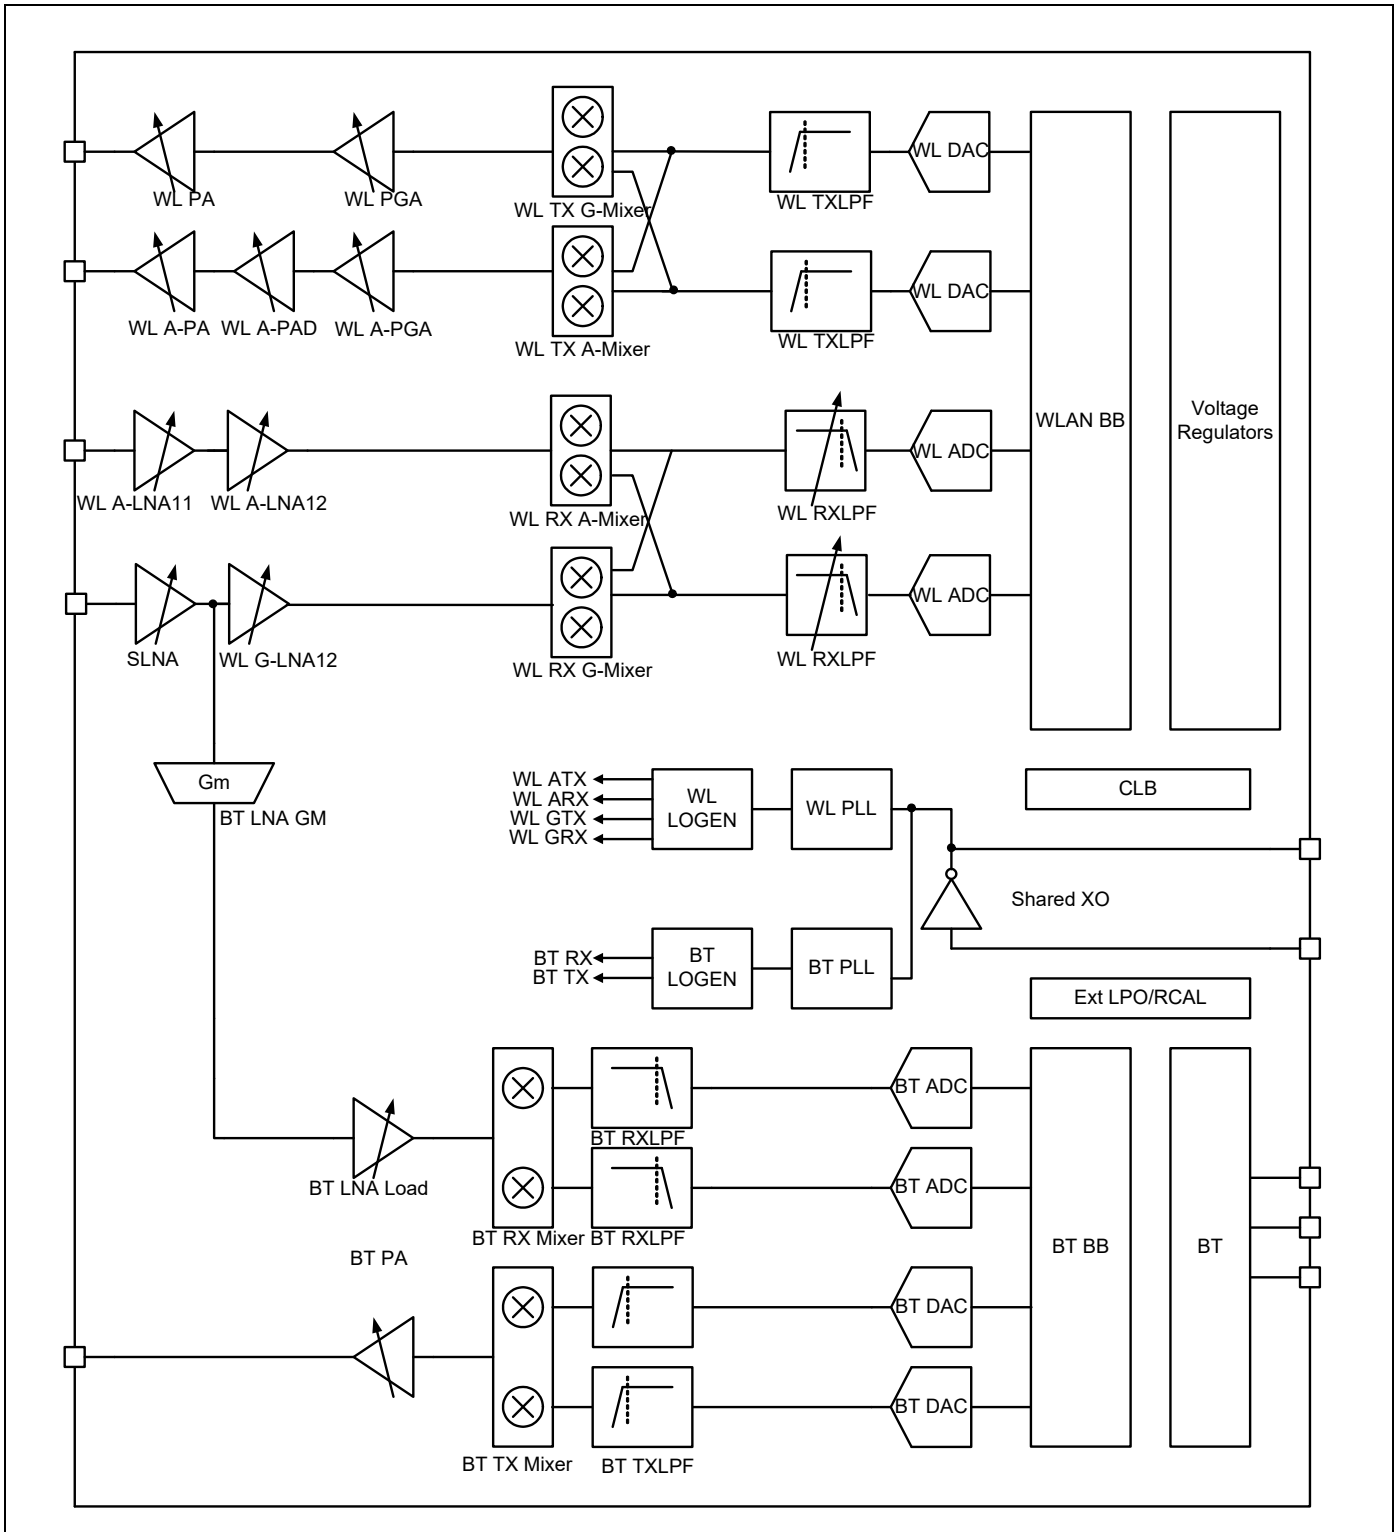 WL PA
WL PGA
WL TX G-Mixer
WL TXLPF
WL DAC
WL A-PA
WL A-PAD
WL A-PGA
WL TX A-Mixer
WL TXLPF
WL DAC
WLAN BB
Voltage
Regulators
WL A-LNA11
WL A-LNA12
WL RX A-Mixer
WL RXLPF
WL ADC
SLNA
WL G-LNA12
WL RX G-Mixer
WL RXLPF
WL ADC
Gm
BT LNA GM
WL ATX
WL ARX
WL GTX
WL GRX
WL
LOGEN
WL PLL
CLB
Shared XO
BT RX
BT TX
BT
LOGEN
BT PLL
Ext LPO/RCAL
BT ADC
BT RXLPF
BT LNA Load
BT ADC
BT RX Mixer
BT RXLPF
BT PA
BT BB
BT
BT DAC
BT DAC
BT TX Mixer
BT TXLPF